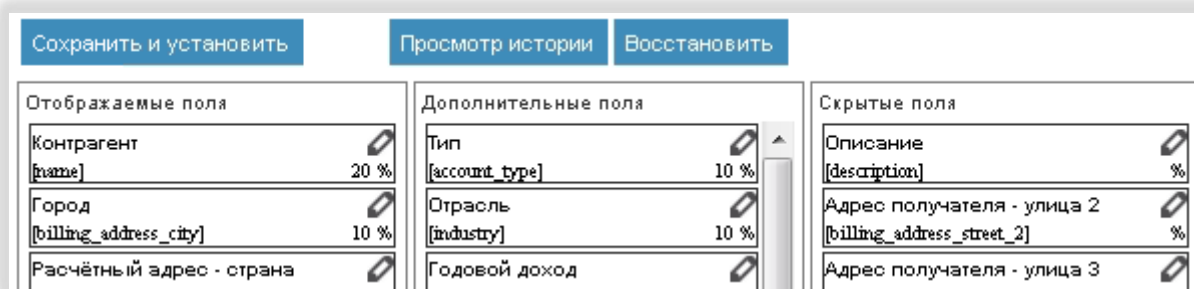 Сохранить и установить
Просмотр истории
Восстановить
Отображаемые поля
Контрагент
[name] 20 %
Город
[billing_address_city] 10 %
Расчётный адрес - страна
Дополнительные поля
Тип
[account_type] 10 %
Отрасль
[industry] 10 %
Годовой доход
Скрытые поля
Описание
[description] %
Адрес получателя - улица 2
[billing_address_street_2] %
Адрес получателя - улица 3